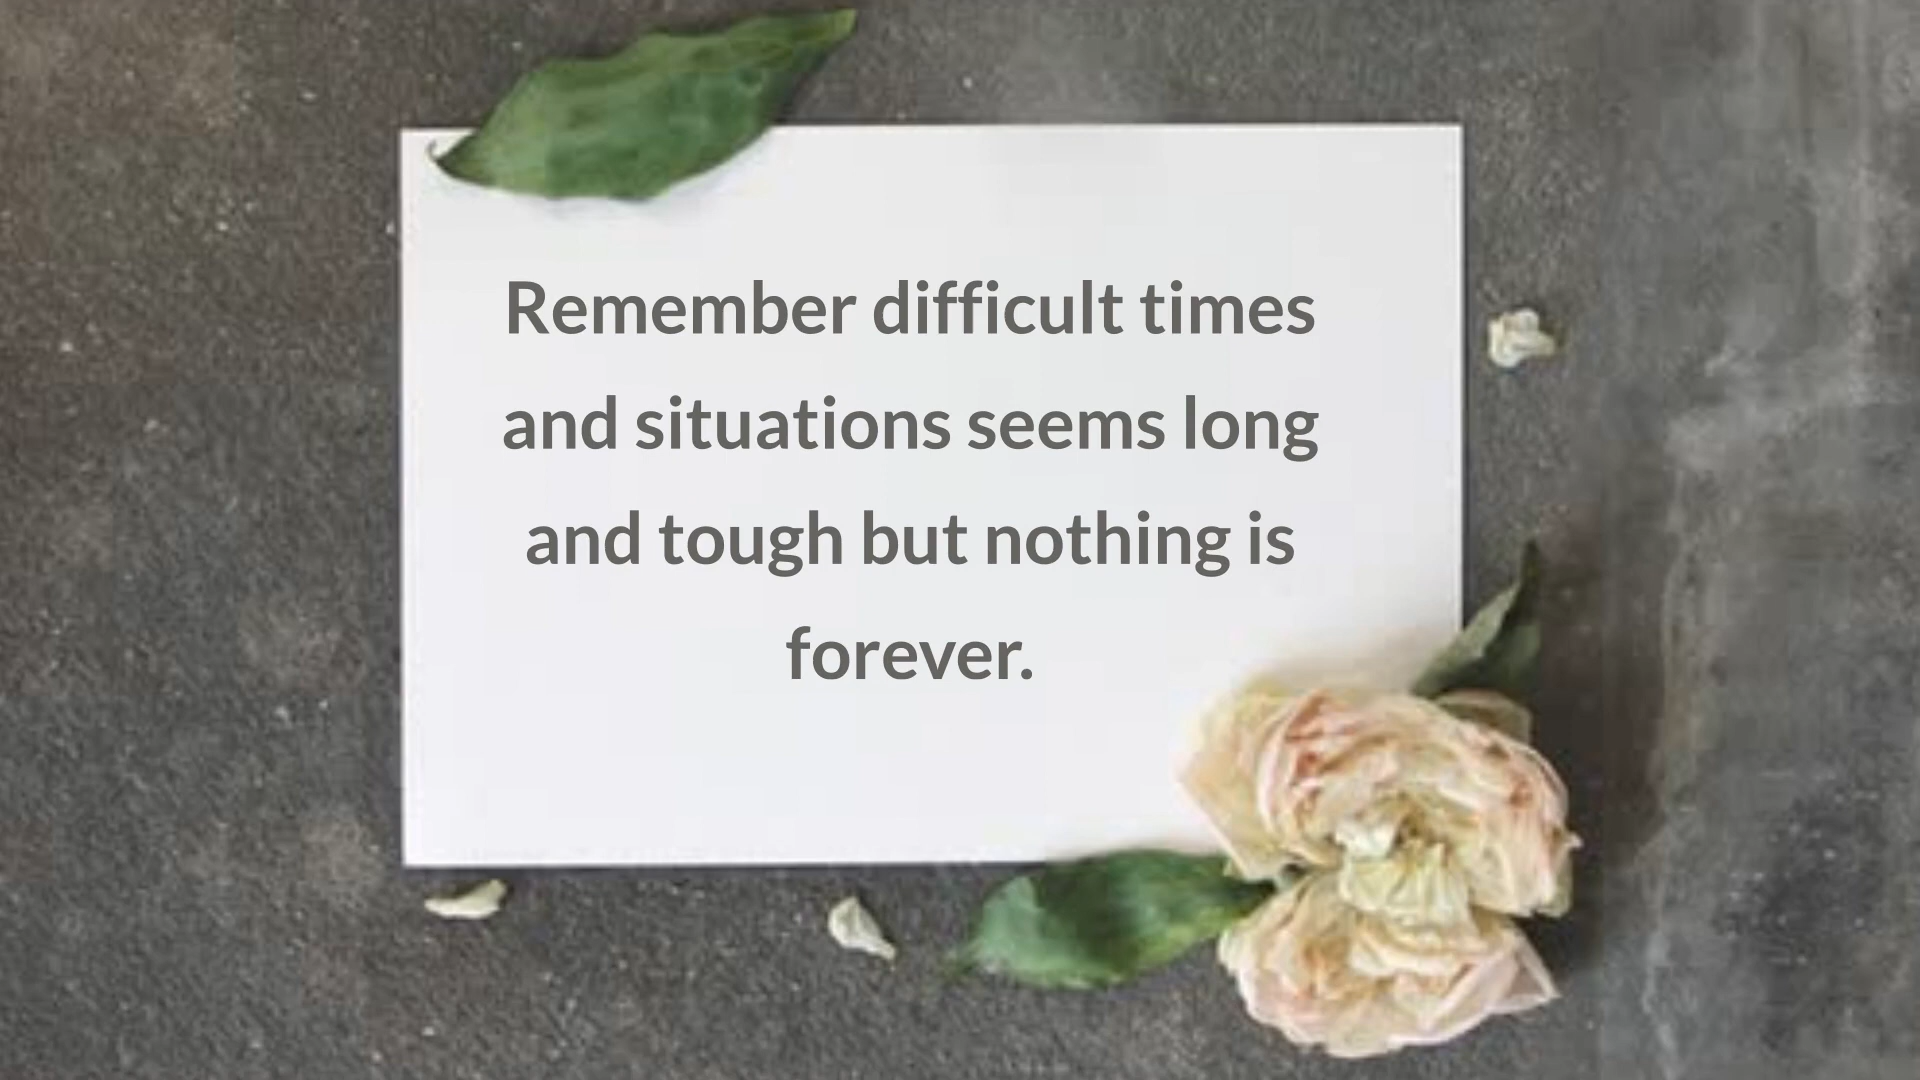 Remember difficult times
and situations seems long
and tough but nothing is
forever.